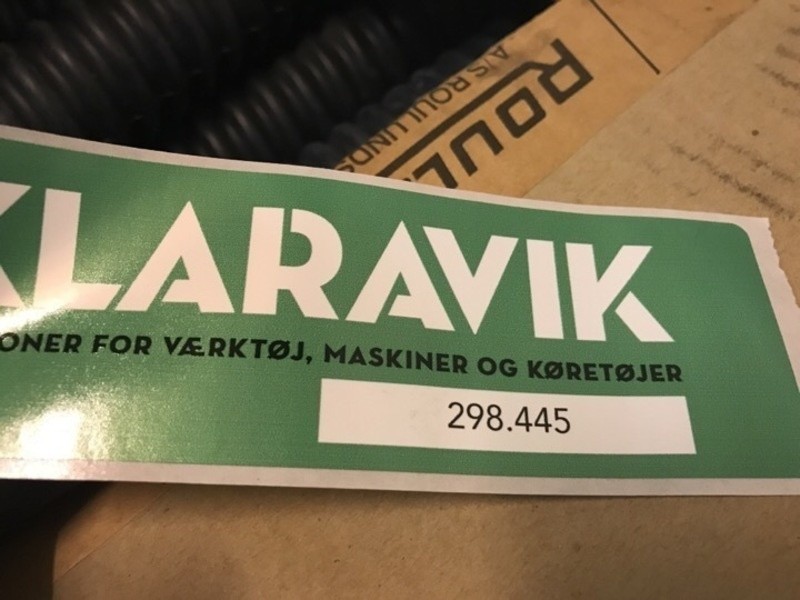 ROUL
A/S ROULUNDS
KLARAVIK
ONER FOR VÆRKTØJ, MASKINER OG KØRETØJER
298.445